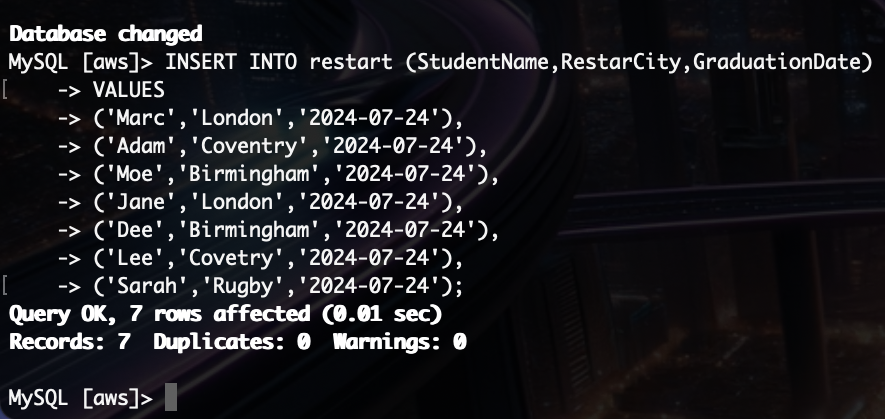 Database changed
MySQL [aws]> INSERT INTO restart (StudentName,RestarCity,GraduationDate)
-> VALUES
-> ('Marc','London','2024-07-24'),
-> ('Adam','Coventry','2024-07-24'),
-> ('Moe','Birmingham','2024-07-24'),
-> ('Jane','London','2024-07-24'),
-> ('Dee','Birmingham','2024-07-24'),
-> ('Lee','Covetry','2024-07-24'),
-> ('Sarah','Rugby','2024-07-24');
Query OK, 7 rows affected (0.01 sec)
Records: 7  Duplicates: 0  Warnings: 0
MySQL [aws]>